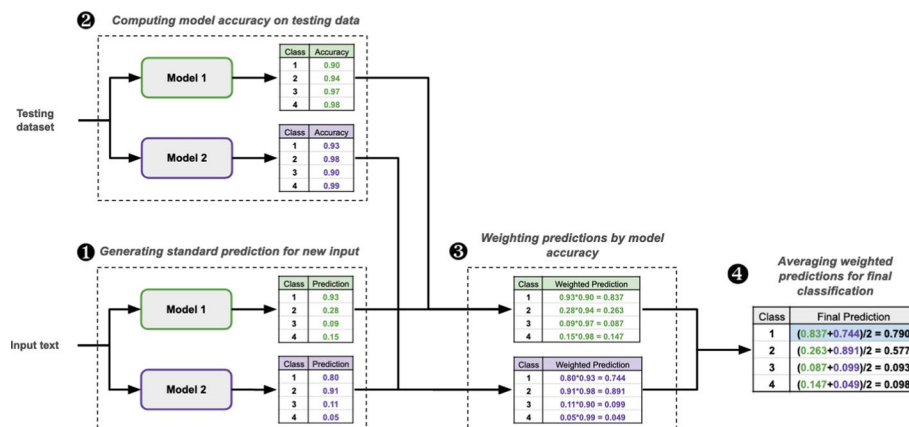 ❷ Computing model accuracy on testing data
Testing dataset
Model 1
Class Accuracy
1 0.90
2 0.94
3 0.97
4 0.98
Model 2
Class Accuracy
1 0.93
2 0.98
3 0.90
4 0.99
❶ Generating standard prediction for new input
Input text
Model 1
Class Prediction
1 0.93
2 0.28
3 0.09
4 0.15
Model 2
Class Prediction
1 0.80
2 0.91
3 0.11
4 0.05
❸ Weighting predictions by model
accuracy
Class Weighted Prediction
1 0.93*0.90 = 0.837
2 0.28*0.94 = 0.263
3 0.09*0.97 = 0.087
4 0.15*0.98 = 0.147
Class Weighted Prediction
1 0.80*0.93 = 0.744
2 0.91*0.98 = 0.891
3 0.11*0.90 = 0.099
4 0.05*0.99 = 0.049
❹ Averaging weighted
predictions for final
classification
Class Final Prediction
1 (0.837+0.744)/2 = 0.790
2 (0.263+0.891)/2 = 0.577
3 (0.087+0.099)/2 = 0.093
4 (0.147+0.049)/2 = 0.098